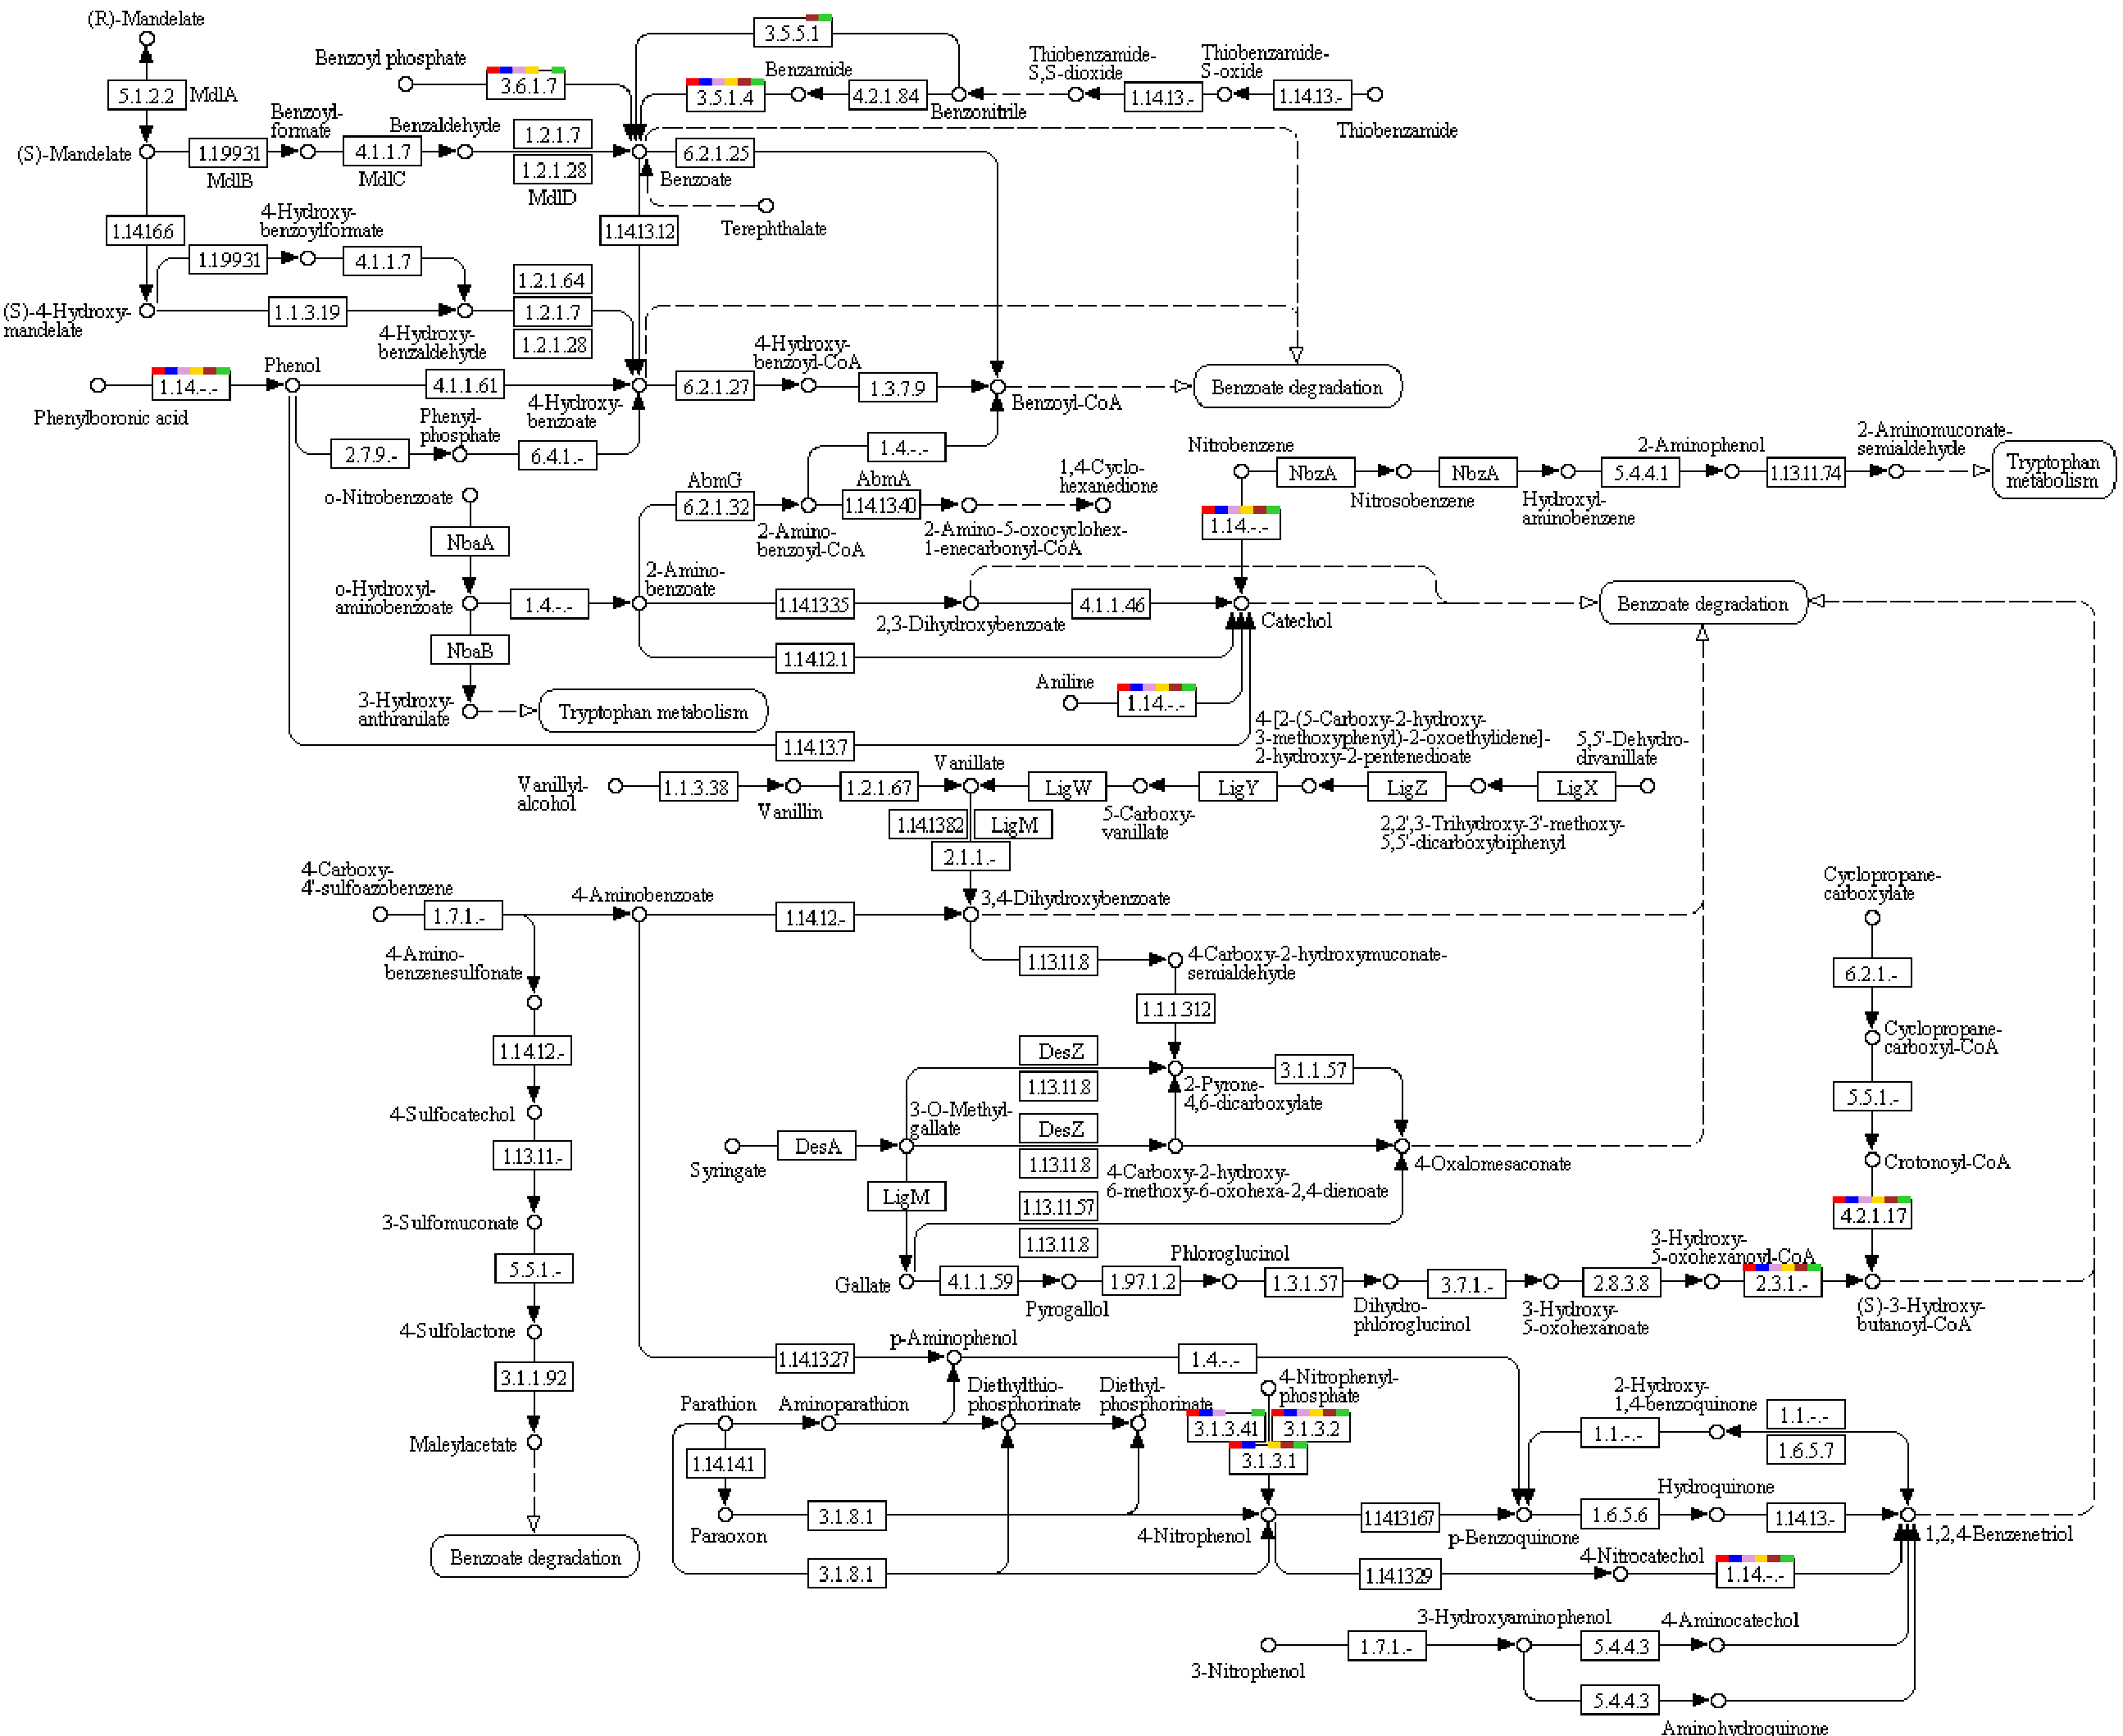 (R)-Mandelate
5.1.2.2
MdlA
(S)-Mandelate
1.19931
MdlB
Benzoyl-
formate
4.1.1.7
MdlC
Benzaldehyde
1.2.1.7
1.2.1.28
MdlD
Benzoyl phosphate
3.6.1.7
3.5.5.1
3.5.1.4
Benzamide
4.2.1.84
Benzonitrile
Thiobenzamide-
S,S-dioxide
1.14.13.-
Thiobenzamide-
S-oxide
1.14.13.-
Thiobenzamide
6.2.1.25
Benzoate
Terephthalate
1.14.16.6
1.14.13.12
4-Hydroxy-
benzoylformate
1.19931
4.1.1.7
(S)-4-Hydroxy-
mandelate
1.1.3.19
4-Hydroxy-
benzaldehyde
1.2.1.64
1.2.1.7
1.2.1.28
Phenylboronic acid
1.14.-.-
Phenol
4.1.1.61
4-Hydroxy-
benzoate
2.7.9.-
Phenyl-
phosphate
6.4.1.-
6.2.1.27
4-Hydroxy-
benzoyl-CoA
1.3.7.9
Benzoyl-CoA
Benzoate degradation
1.4.-.-
o-Nitrobenzoate
NbaA
o-Hydroxyl-
aminobenzoate
1.4.-.-
NbaB
3-Hydroxy-
anthranilate
Tryptophan metabolism
2-Amino-
benzoate
AbmG
6.2.1.32
2-Amino-
benzoyl-CoA
AbmA
1.14.13.40
2-Amino-5-oxocyclohex-
1-enecarbonyl-CoA
1,4-Cyclo-
hexanedione
Nitrobenzene
NbzA
Nitrosobenzene
NbzA
Hydroxyl-
aminobenzene
5.4.4.1
2-Aminophenol
1.13.11.74
2-Aminomuconate-
semialdehyde
Tryptophan
metabolism
1.14.-.-
1.14.13.35
2,3-Dihydroxybenzoate
4.1.1.46
Catechol
Benzoate degradation
1.14.12.1
Aniline
1.14.-.-
1.14.13.7
Vanillyl-
alcohol
1.1.3.38
Vanillin
1.2.1.67
Vanillate
LigW
5-Carboxy-
vanillate
LigY
4-[2-(5-Carboxy-2-hydroxy-
3-methoxyphenyl)-2-oxoethylidene]-
2-hydroxy-2-pentenedioate
LigZ
2,2',3-Trihydroxy-3'-methoxy-
5,5'-dicarboxybiphenyl
LigX
5,5'-Dehydro-
divanillate
1.14.13.82
LigM
2.1.1.-
4-Carboxy-
4'-sulfoazobenzene
1.7.1.-
4-Aminobenzoate
1.14.12.-
3,4-Dihydroxybenzoate
4-Amino-
benzenesulfonate
1.14.12.-
4-Sulfocatechol
1.13.11.-
3-Sulfomuconate
5.5.1.-
4-Sulfolactone
3.1.1.92
Maleylacetate
Benzoate degradation
1.13.11.8
4-Carboxy-2-hydroxymuconate-
semialdehyde
1.1.1.312
DesZ
1.13.11.8
2-Pyrone-
4,6-dicarboxylate
3.1.1.57
Syringate
DesA
3-O-Methyl-
gallate
DesZ
1.13.11.8
4-Carboxy-2-hydroxy-
6-methoxy-6-oxohexa-2,4-dienoate
4-Oxalomesaconate
LigM
1.13.11.57
1.13.11.8
Cyclopropane-
carboxylate
6.2.1.-
Cyclopropane-
carboxyl-CoA
5.5.1.-
Crotonoyl-CoA
4.2.1.17
Gallate
4.1.1.59
Pyrogallol
1.97.1.2
Phloroglucinol
1.3.1.57
Dihydro-
phloroglucinol
3.7.1.-
3-Hydroxy-
5-oxohexanoate
2.8.3.8
3-Hydroxy-
5-oxohexanoyl-CoA
2.3.1.-
(S)-3-Hydroxy-
butanoyl-CoA
1.14.13.27
p-Aminophenol
1.4.-.-
Parathion
Aminoparathion
Diethylthio-
phosphorinate
Diethyl-
phosphorinate
4-Nitrophenyl-
phosphate
3.1.3.41
3.1.3.2
3.1.3.1
1.14.14.1
Paraoxon
3.1.8.1
3.1.8.1
4-Nitrophenol
1.14.13.167
p-Benzoquinone
1.6.5.6
Hydroquinone
1.14.13.-
1,2,4-Benzenetriol
2-Hydroxy-
1,4-benzoquinone
1.1.-.-
1.1.-.-
1.6.5.7
1.14.13.29
4-Nitrocatechol
1.14.-.-
3-Nitrophenol
1.7.1.-
3-Hydroxyaminophenol
5.4.4.3
4-Aminocatechol
5.4.4.3
Aminohydroquinone